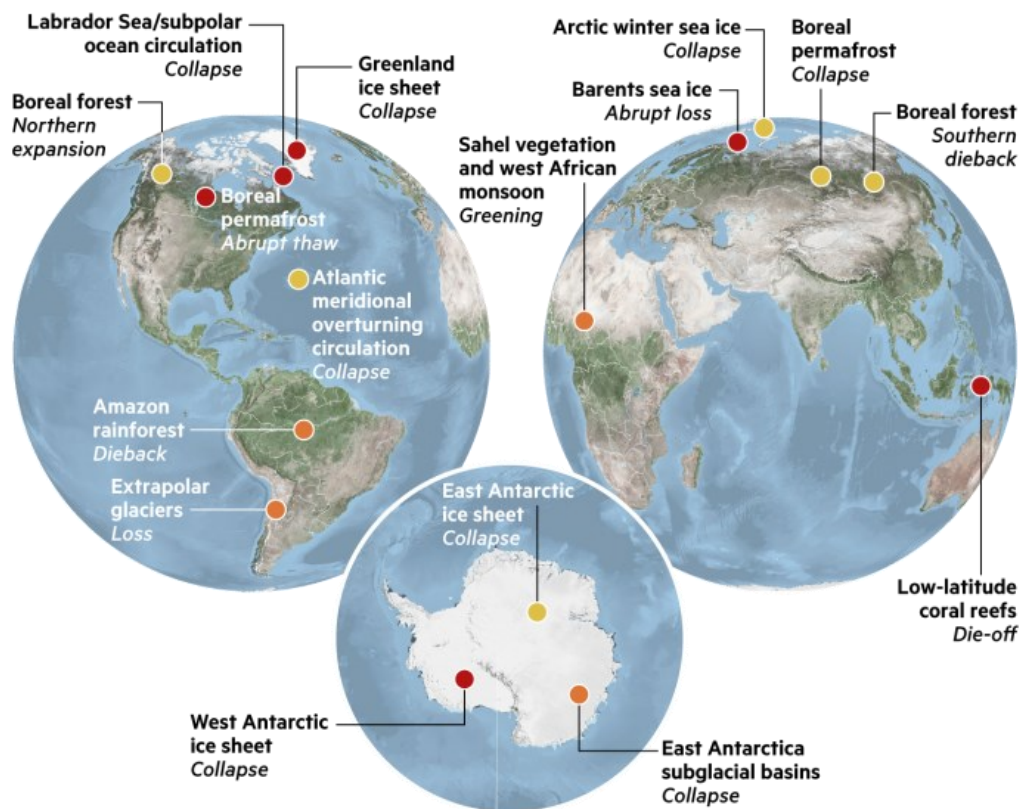 Labrador Sea/subpolar
ocean circulation
Collapse
Greenland
ice sheet
Collapse
Boreal forest
Northern
expansion
Boreal
permafrost
Abrupt thaw
Atlantic
meridional
overturning
circulation
Collapse
Amazon
rainforest
Dieback
Extrapolar
glaciers
Loss
Arctic winter sea ice
Collapse
Boreal
permafrost
Collapse
Barents sea ice
Abrupt loss
Boreal forest
Southern
dieback
Sahel vegetation
and west African
monsoon
Greening
Low-latitude
coral reefs
Die-off
East Antarctic
ice sheet
Collapse
West Antarctic
ice sheet
Collapse
East Antarctica
subglacial basins
Collapse